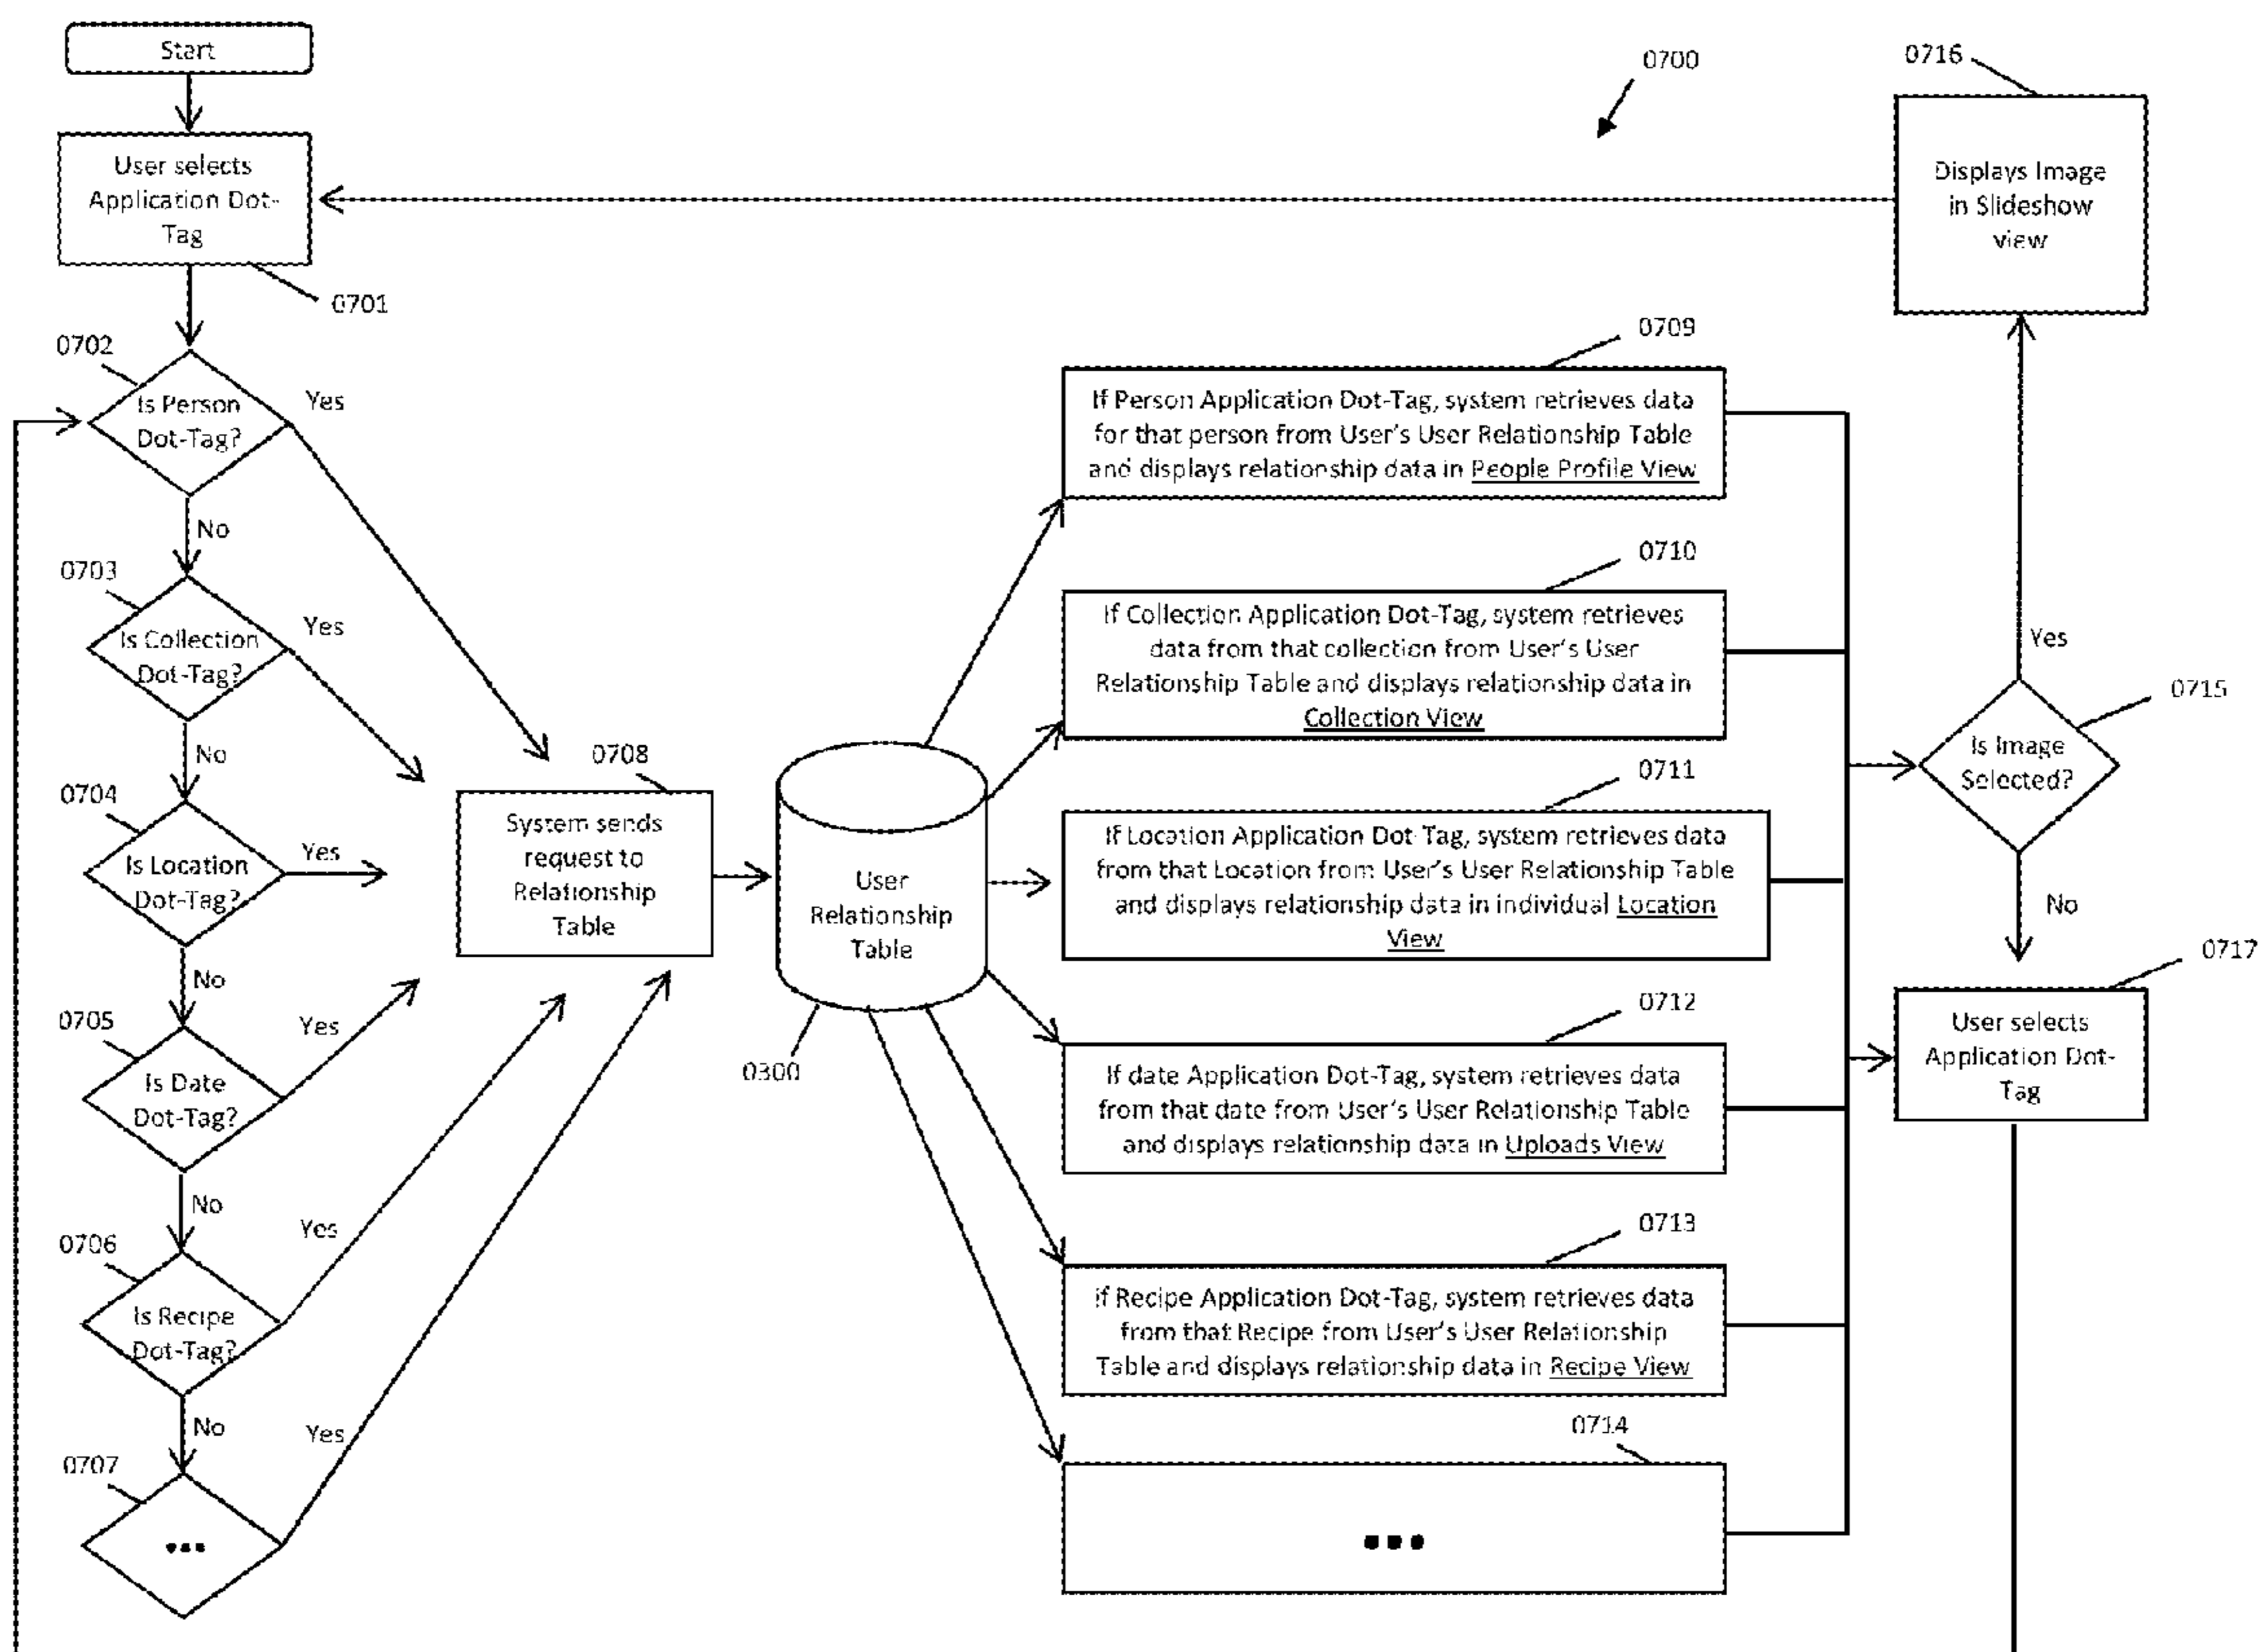 Start
0700
0716
User selects
Application Dot-
Tag
0701
Displays Image
in Slideshow
view
0702
Is Person
Dot-Tag?
Yes
No
0703
Is Collection
Dot-Tag?
Yes
No
0704
Is Location
Dot-Tag?
Yes
No
0705
Is Date
Dot-Tag?
Yes
No
0706
Is Recipe
Dot-Tag?
Yes
No
0707
...
Yes
0708
System sends
request to
Relationship
Table
User
Relationship
Table
0300
0709
If Person Application Dot-Tag, system retrieves data
for that person from User's User Relationship Table
and displays relationship data in People Profile View
0710
If Collection Application Dot-Tag, system retrieves
data from that collection from User's User
Relationship Table and displays relationship data in
Collection View
0711
If Location Application Dot-Tag, system retrieves data
from that Location from User's User Relationship Table
and displays relationship data in individual Location
View
0712
If date Application Dot-Tag, system retrieves data
from that date from User's User Relationship Table
and displays relationship data in Uploads View
0713
If Recipe Application Dot-Tag, system retrieves data
from that Recipe from User's User Relationship
Table and displays relationship data in Recipe View
0714
...
0715
Is Image
Selected?
Yes
No
0717
User selects
Application Dot-
Tag